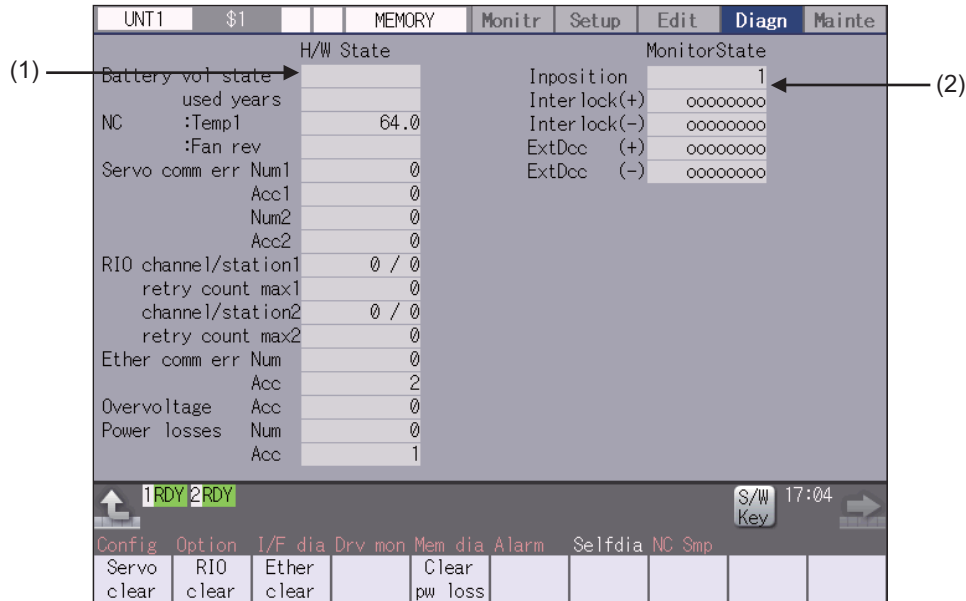 UNT1 $1 MEMORY Monitr Setup Edit Diagn Mainte
H/W State MonitorState
(1) Battery vol state Inposition 1 (2)
used years Interlock(+) oooooooo
NC :Temp1 64.0 Interlock(-) oooooooo
:Fan rev ExtDcc (+) oooooooo
Servo comm err Num1 0 ExtDcc (-) oooooooo
Acc1 0
Num2 0
Acc2 0
RIO channel/station1 0 / 0
retry count max1 0
channel/station2 0 / 0
retry count max2 0
Ether comm err Num 0
Acc 2
Overvoltage Acc 0
Power losses Num 0
Acc 1
1RDY 2RDY S/W Key 17:04
Config Option I/F dia Drv mon Mem dia Alarm Selfdia NC Smp
Servo RIO Ether Clear
clear clear clear pw loss